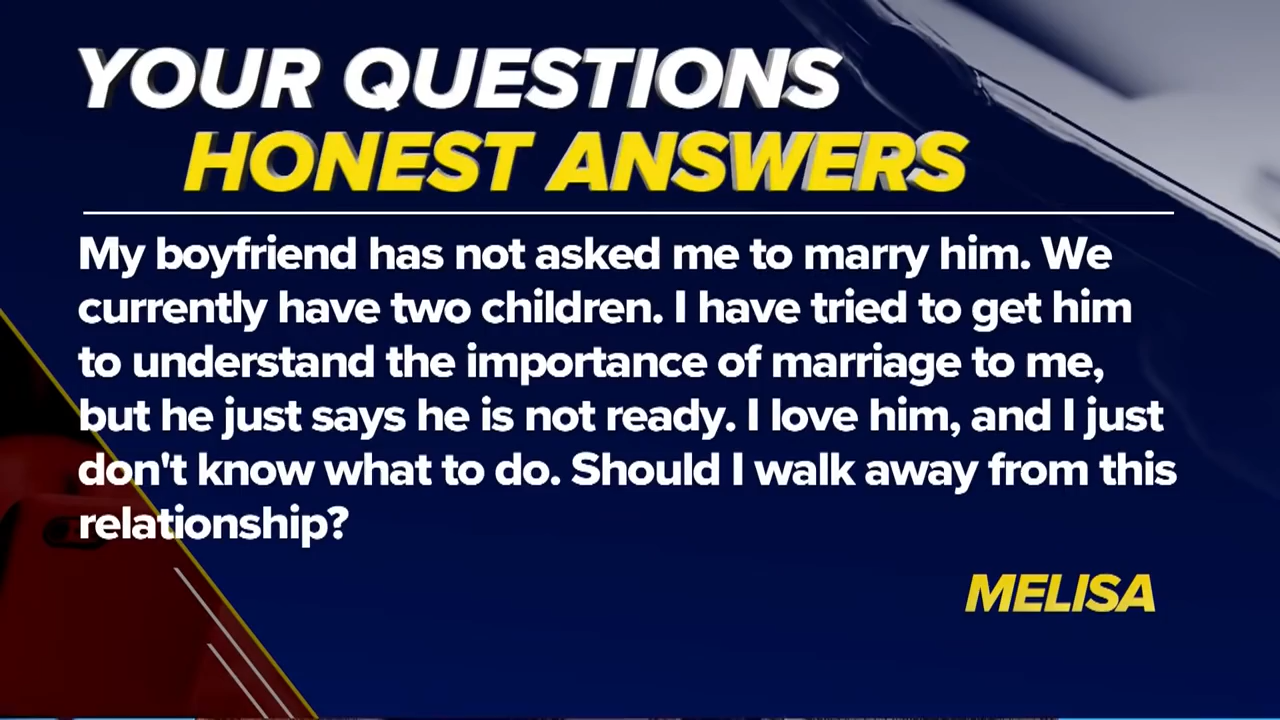 YOUR QUESTIONS
HONEST ANSWERS
My boyfriend has not asked me to marry him. We
currently have two children. I have tried to get him
to understand the importance of marriage to me,
but he just says he is not ready. I love him, and I just
don't know what to do. Should I walk away from this
relationship?
MELISA